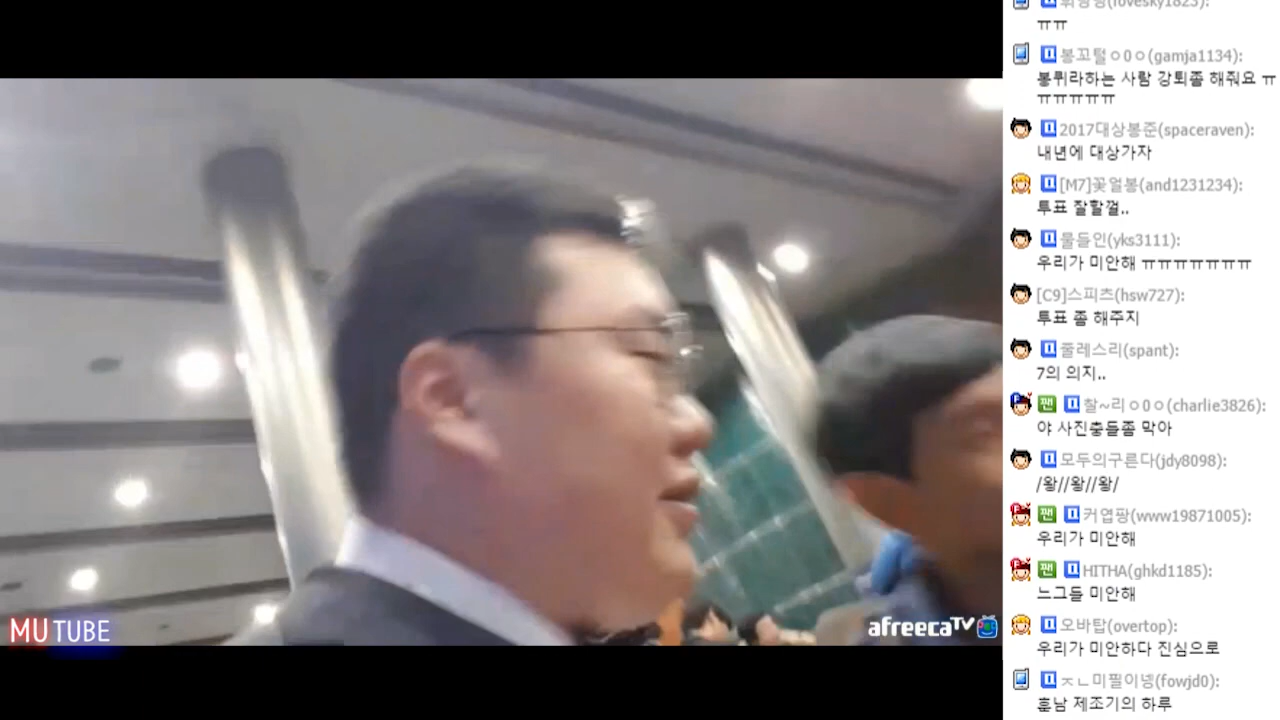 MUTUBE
afreecaTV
ㅠㅠ
봉꼬털ㅇ0ㅇ(gamja1134):
봉퀴라하는 사람 강퇴좀 해줘요 ㅠ
ㅠㅠㅠㅠㅠ
2017대상봉준(spaceraven):
내년에 대상가자
[M7]꽃얼봉(and1231234):
투표 잘할껄..
물들인(yks3111):
우리가 미안해 ㅠㅠㅠㅠㅠㅠㅠ
[C9]스피츠(hsw727):
투표 좀 해주지
줄레스리(spant):
7의 의지..
팬 찰~리ㅇ0ㅇ(charlie3826):
야 사진충들좀 막아
모두의구른다(jdy8098):
/왕//왕//왕/
팬 커엽팡(www19871005):
우리가 미안해
팬 HITHA(ghkd1185):
느그들 미안해
오바탑(overtop):
우리가 미안하다 진심으로
ㅈㄴ미필이넹(fowjd0):
훈남 제조기의 하루